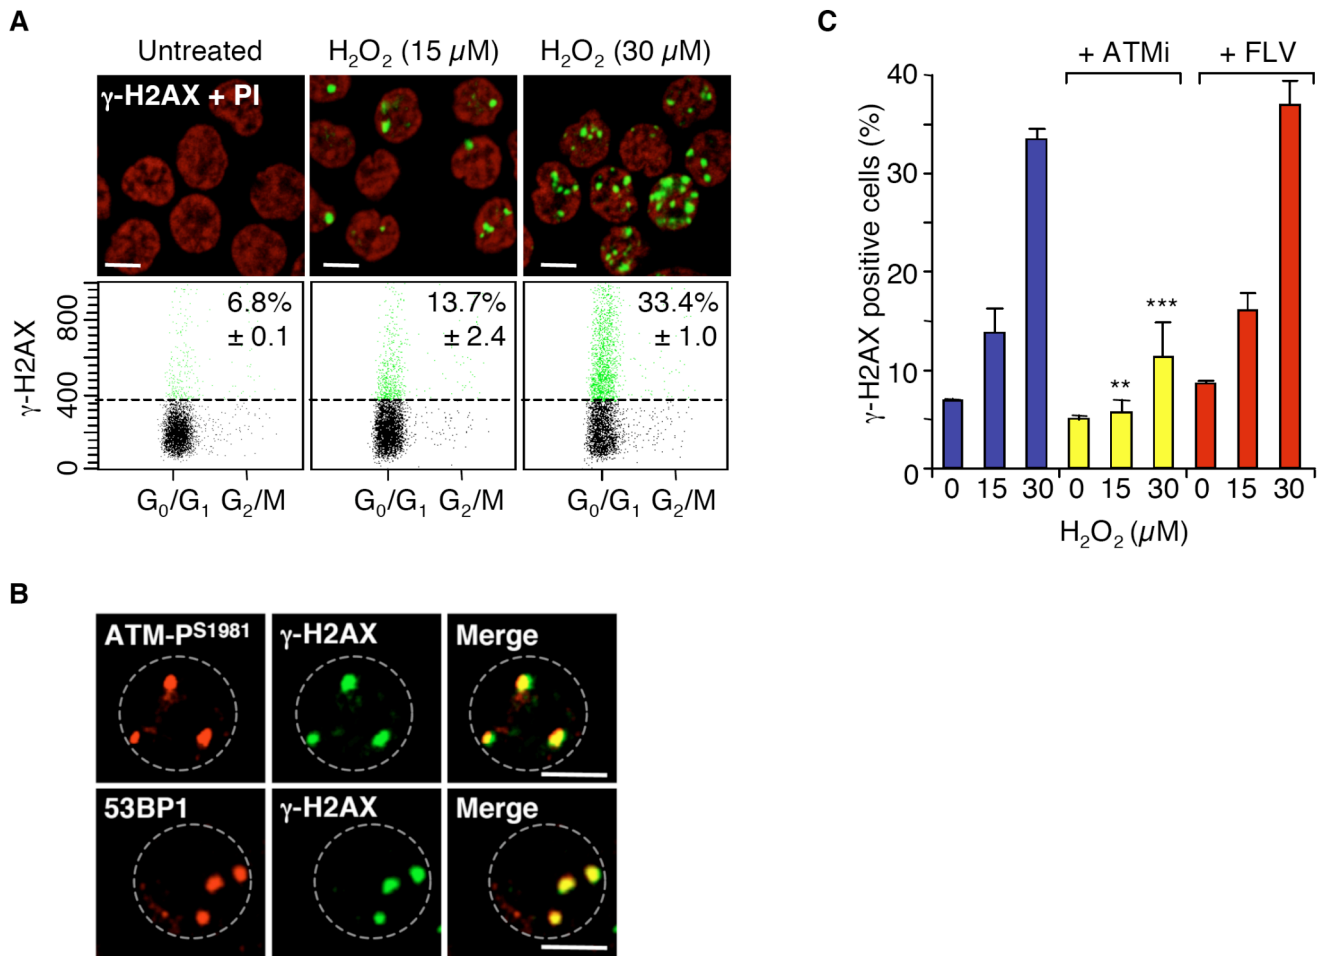 A
Untreated
H₂O₂ (15 µM)
H₂O₂ (30 µM)
γ-H2AX + PI
γ-H2AX
800
400
0
6.8%
± 0.1
13.7%
± 2.4
33.4%
± 1.0
G₀/G₁ G₂/M
G₀/G₁ G₂/M
G₀/G₁ G₂/M
B
ATM-P^S1981
γ-H2AX
Merge
53BP1
γ-H2AX
Merge
C
+ ATMi
+ FLV
γ-H2AX positive cells (%)
40
30
20
10
0
**
***
0 15 30 0 15 30 0 15 30
H₂O₂ (µM)